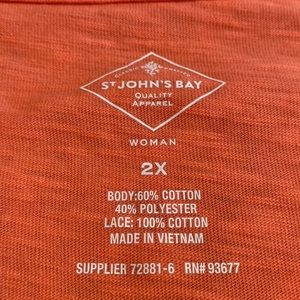 ST JOHN'S BAY
QUALITY
APPAREL
WOMAN
2X
BODY:60% COTTON
40% POLYESTER
LACE: 100% COTTON
MADE IN VIETNAM
SUPPLIER 72881-6 RN# 93677